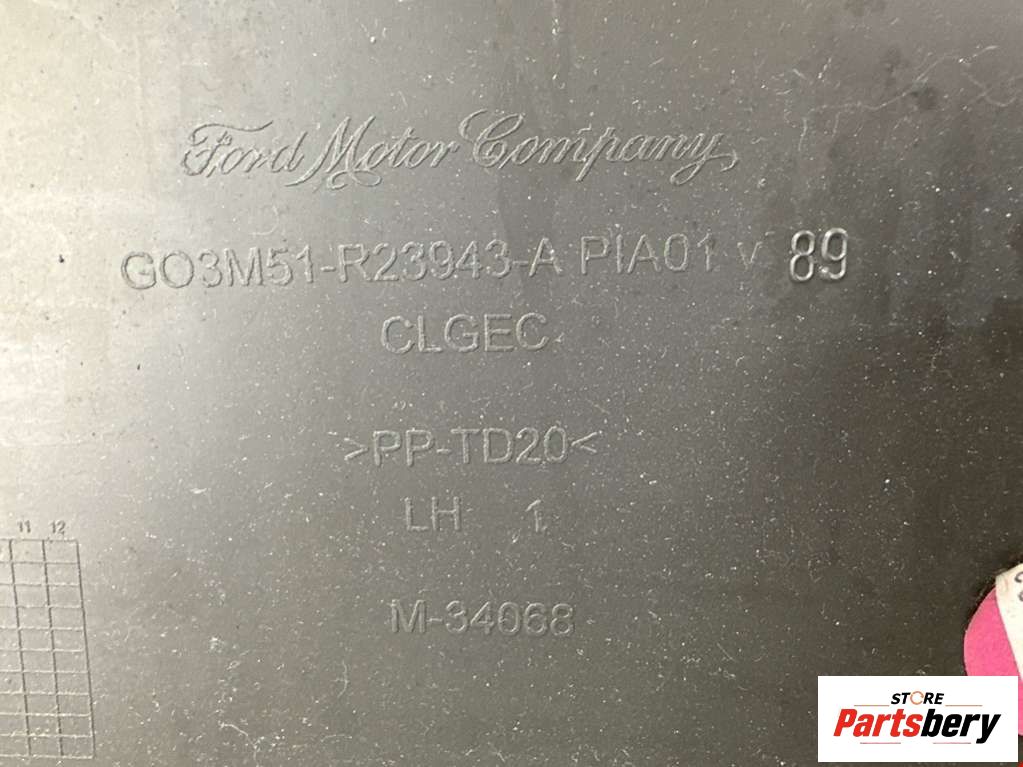 Ford Motor Company
GO3M51-R23943-A PIA01 v 89
CLGEC
>PP-TD20<
LH 1
11 12
M-34068
STORE
Partsbery